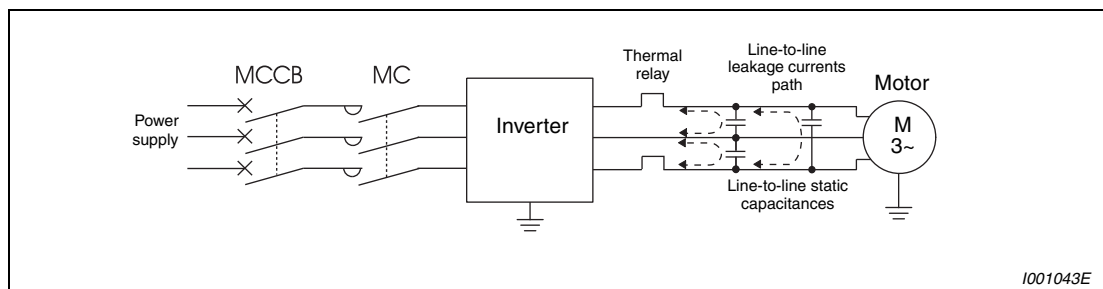 MCCB
MC
Power
supply
Inverter
Thermal
relay
Line-to-line
leakage currents
path
Motor
M
3~
Line-to-line static
capacitances
I001043E